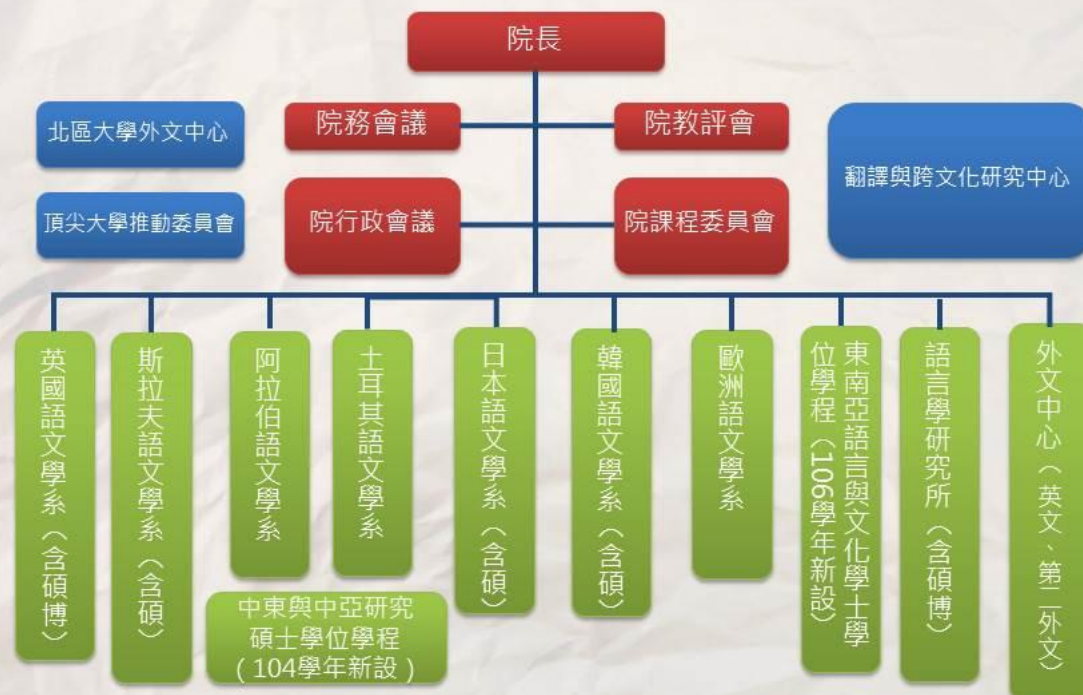 院長
北區大學外文中心
院務會議
院教評會
翻譯與跨文化研究中心
頂尖大學推動委員會
院行政會議
院課程委員會
英國語文學系（含碩博）
斯拉夫語文學系（含碩）
阿拉伯語文學系
土耳其語文學系
日本語文學系（含碩）
韓國語文學系（含碩）
歐洲語文學系
東南亞語言與文化學士學
位學程（106學年新設）
語言學研究所（含碩博）
外文中心（英文、第二外文）
中東與中亞研究
碩士學位學程
（104學年新設）